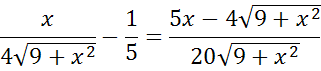 x/(4√(9 + x²)) − 1/5 = (5x − 4√(9 + x²))/(20√(9 + x²))